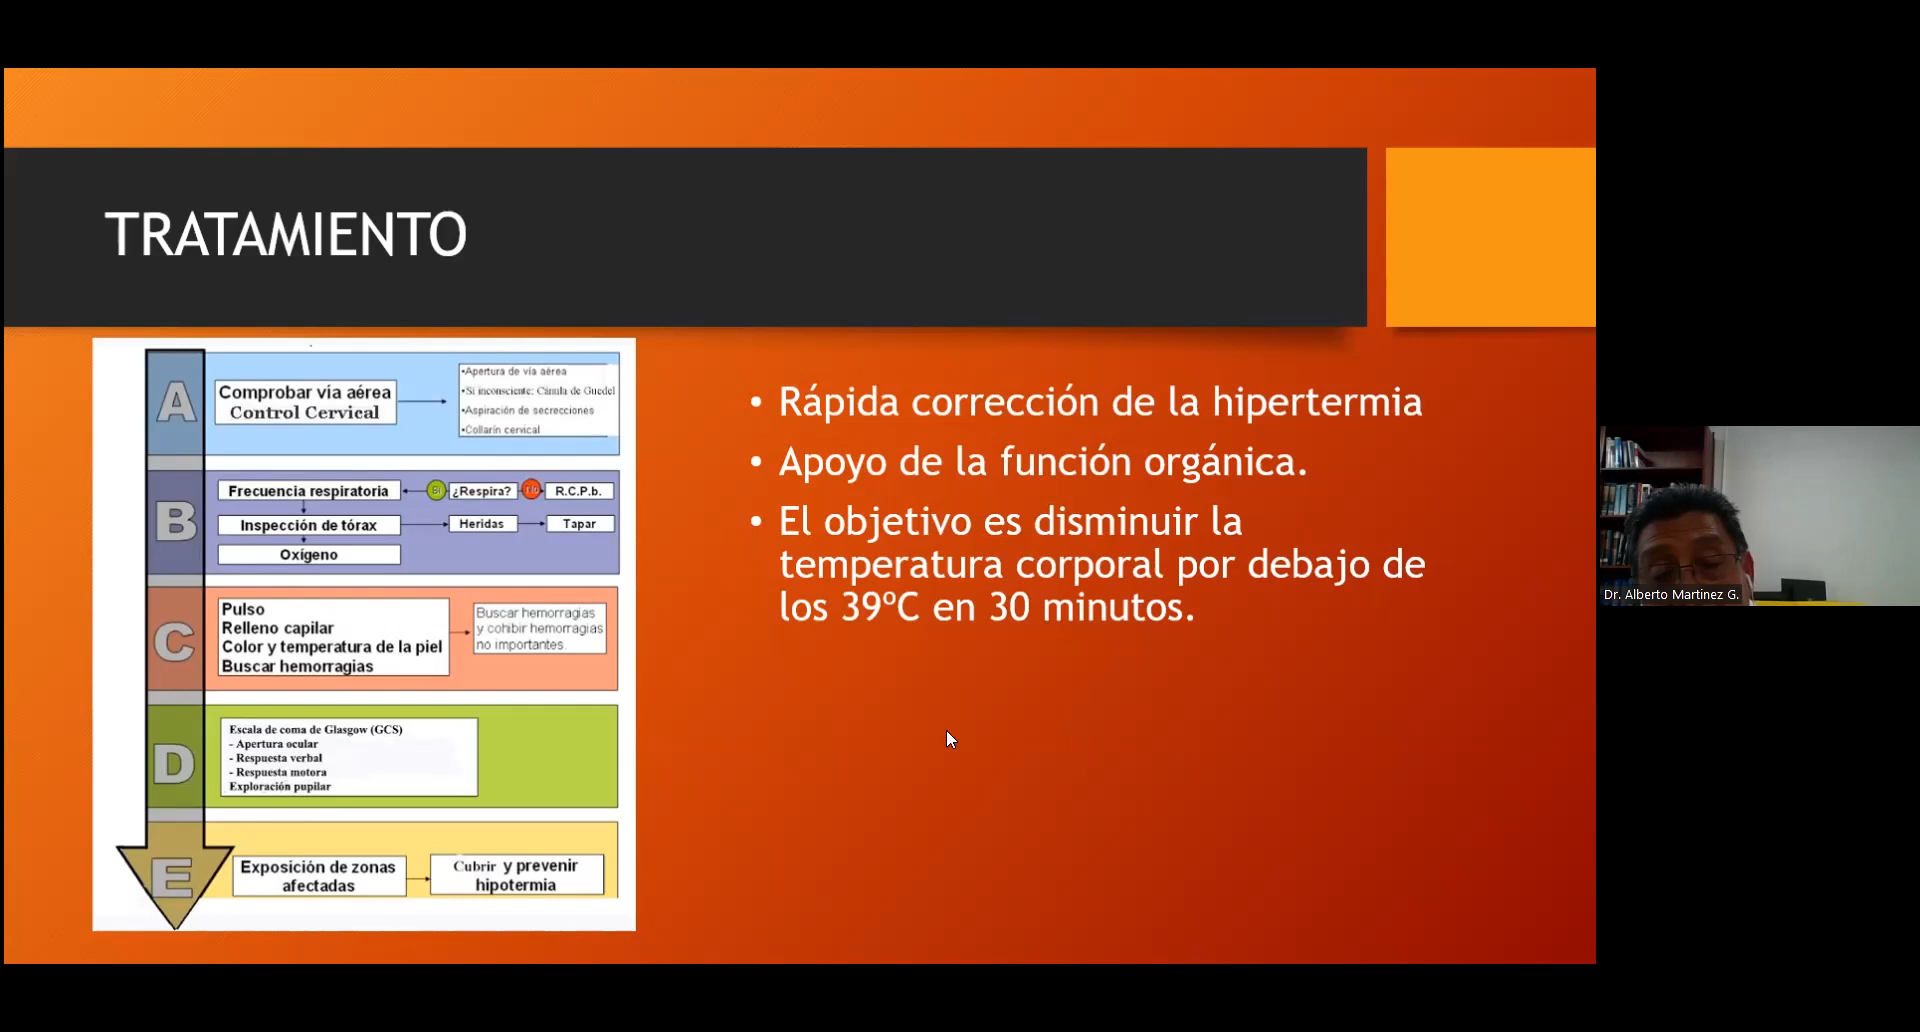 TRATAMIENTO
A
Comprobar vía aérea
Control Cervical
•Apertura de vía aérea
•Si inconsciente: Cánula de Guedel
•Aspiración de secrecciones
•Collarín cervical
B
Frecuencia respiratoria
SI
¿Respira?
NO
R.C.P.b.
Inspección de tórax
Heridas
Tapar
Oxígeno
C
Pulso
Relleno capilar
Color y temperatura de la piel
Buscar hemorragias
Buscar hemorragias
y cohibir hemorragias
no importantes.
D
Escala de coma de Glasgow (GCS)
- Apertura ocular
- Respuesta verbal
- Respuesta motora
Exploración pupilar
E
Exposición de zonas
afectadas
Cubrir y prevenir
hipotermia
• Rápida corrección de la hipertermia
• Apoyo de la función orgánica.
• El objetivo es disminuir la
temperatura corporal por debajo de
los 39ºC en 30 minutos.
Dr. Alberto Martínez G.